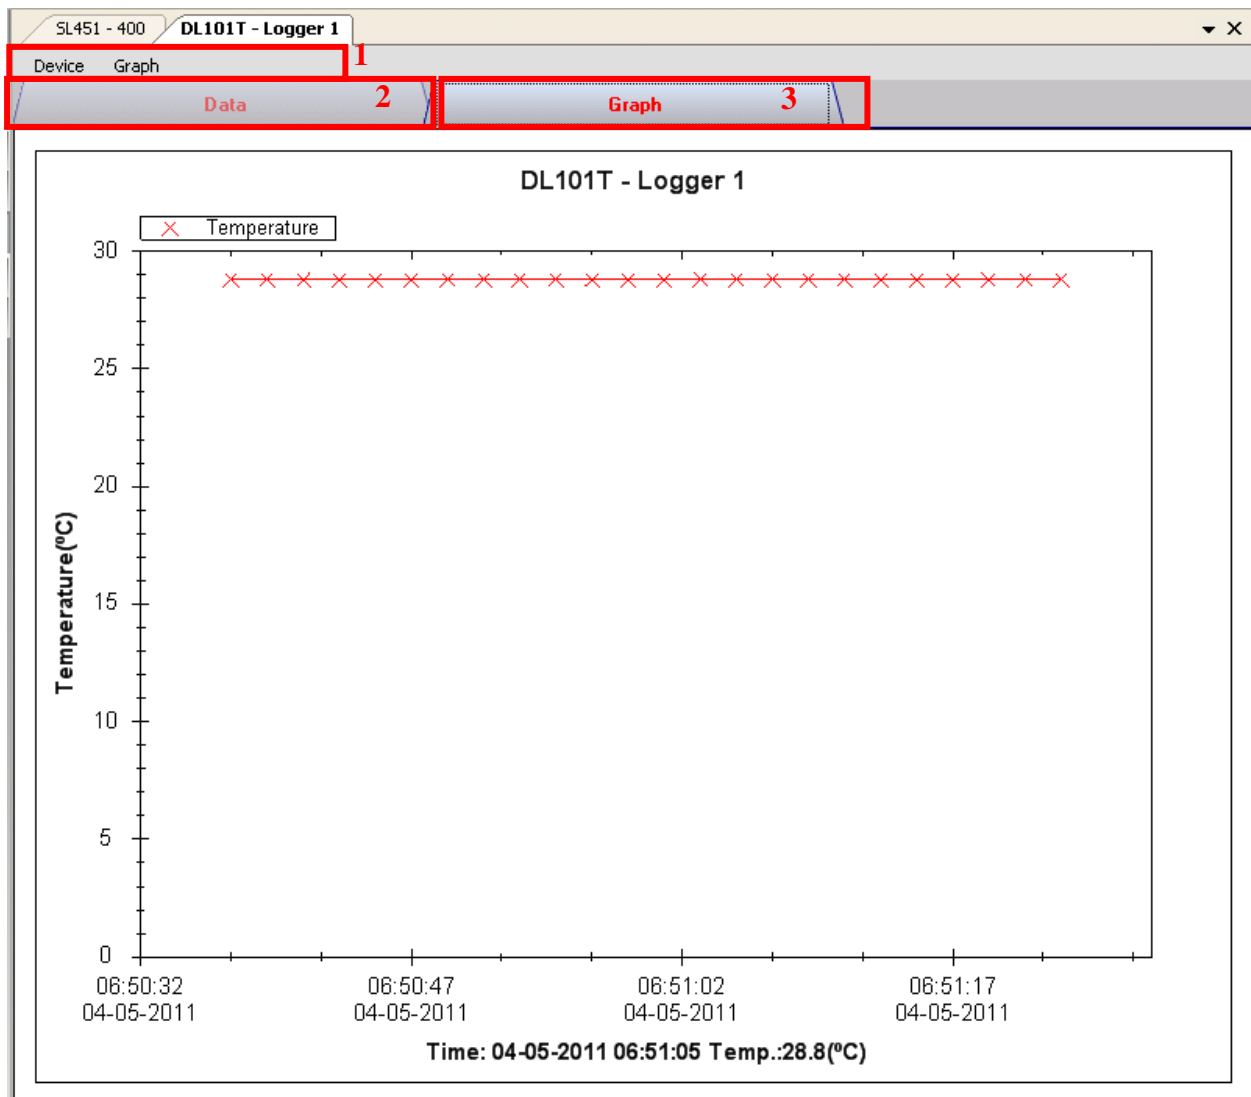 SL451 - 400 DL101T - Logger 1
Device Graph 1
Data 2 Graph 3
DL101T - Logger 1
Temperature
30
25
20
15
10
5
0
Temperature(ºC)
06:50:32 06:50:47 06:51:02 06:51:17
04-05-2011 04-05-2011 04-05-2011 04-05-2011
Time: 04-05-2011 06:51:05 Temp.:28.8(ºC)